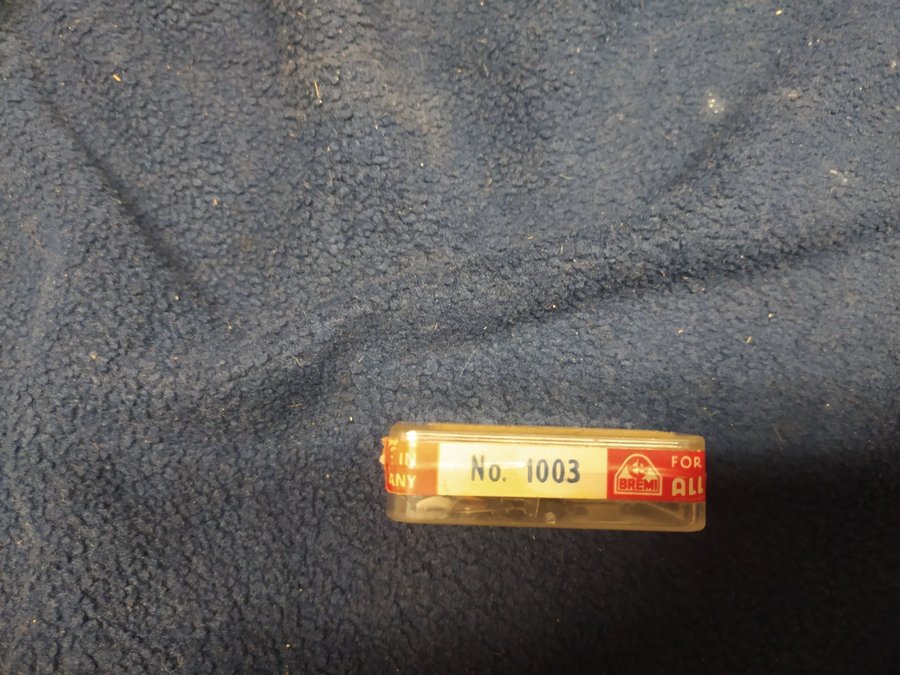 IN
ANY
No. 1003
BREMI
FOR
ALL